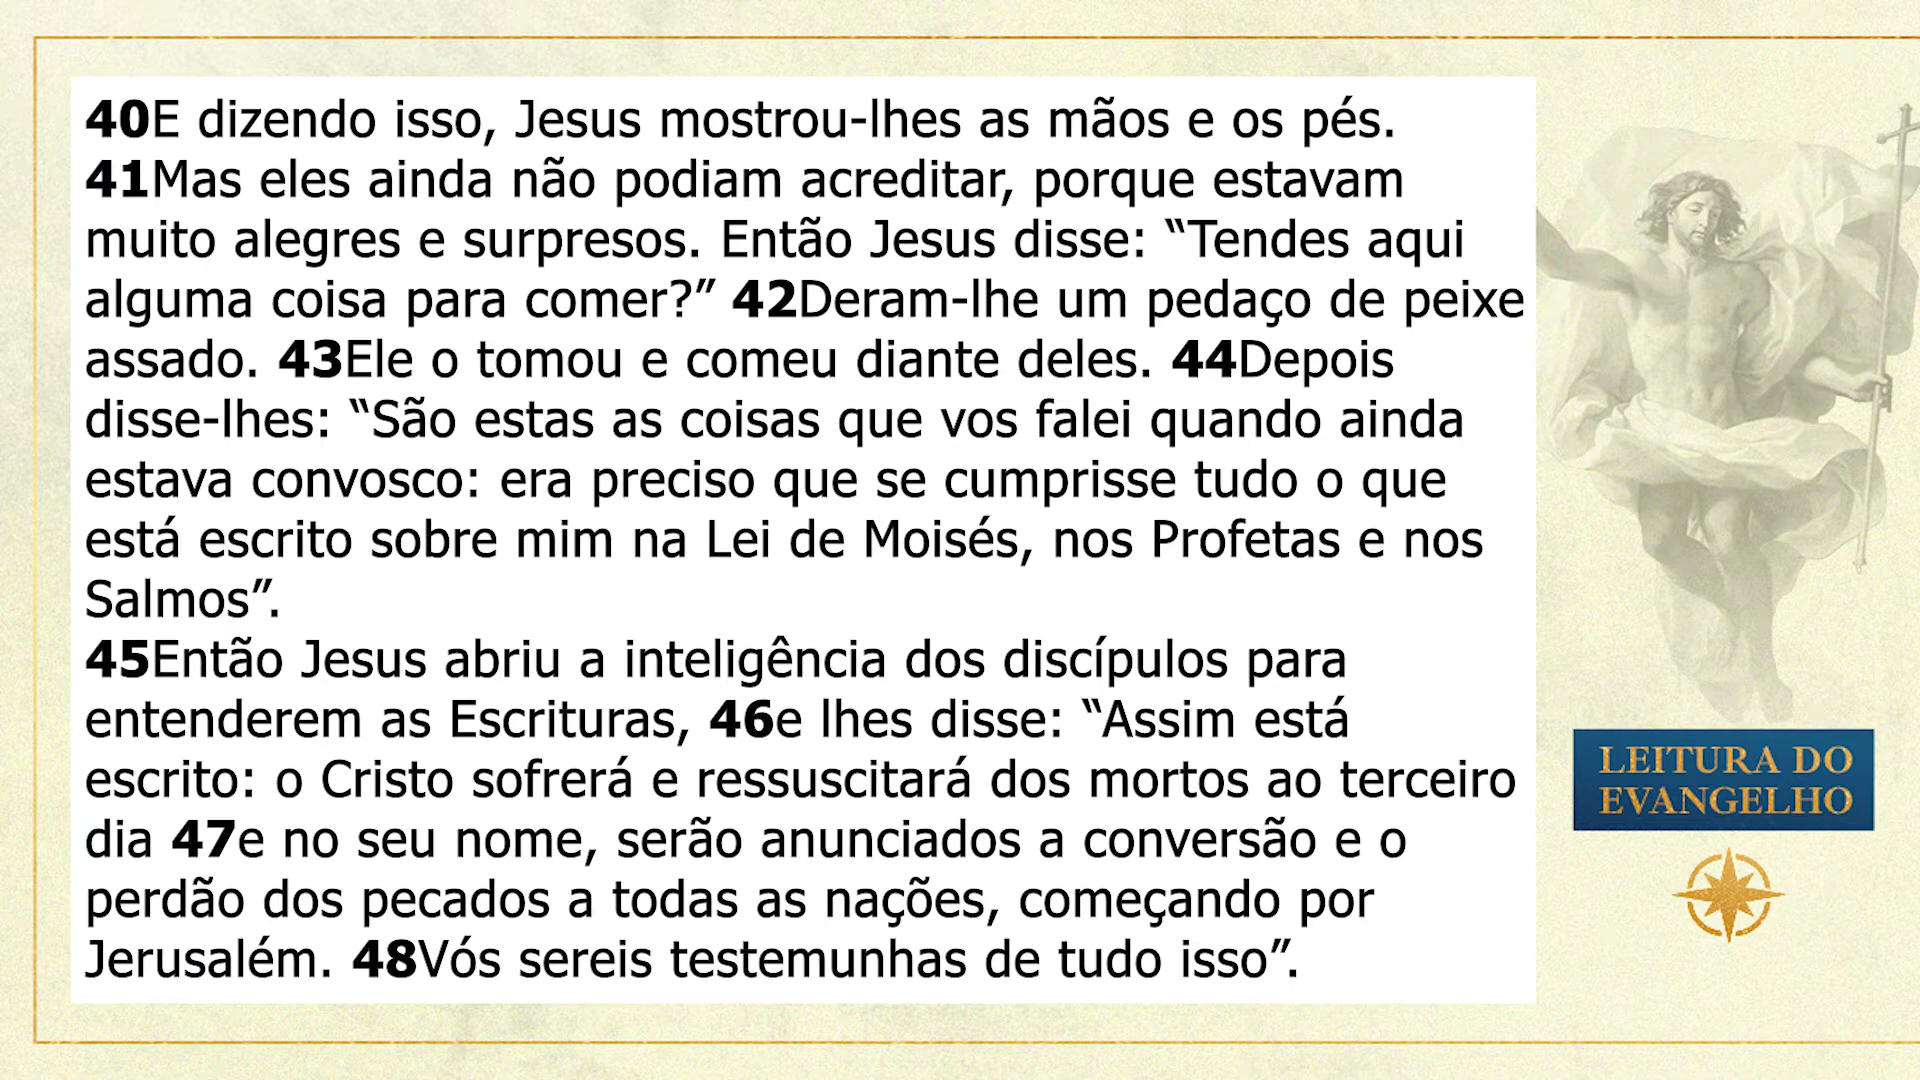 40E dizendo isso, Jesus mostrou-lhes as mãos e os pés.
41Mas eles ainda não podiam acreditar, porque estavam
muito alegres e surpresos. Então Jesus disse: “Tendes aqui
alguma coisa para comer?” 42Deram-lhe um pedaço de peixe
assado. 43Ele o tomou e comeu diante deles. 44Depois
disse-lhes: “São estas as coisas que vos falei quando ainda
estava convosco: era preciso que se cumprisse tudo o que
está escrito sobre mim na Lei de Moisés, nos Profetas e nos
Salmos”.
45Então Jesus abriu a inteligência dos discípulos para
entenderem as Escrituras, 46e lhes disse: “Assim está
escrito: o Cristo sofrerá e ressuscitará dos mortos ao terceiro
dia 47e no seu nome, serão anunciados a conversão e o
perdão dos pecados a todas as nações, começando por
Jerusalém. 48Vós sereis testemunhas de tudo isso”.
LEITURA DO
EVANGELHO